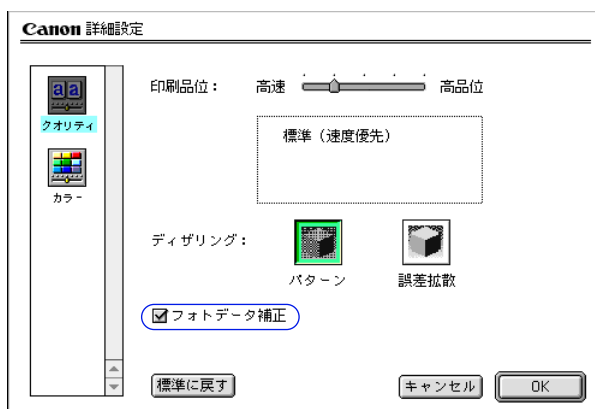 Canon 詳細設定
aa
クオリティ
カラー
印刷品位： 高速 高品位
標準（速度優先）
ディザリング：
パターン 誤差拡散
フォトデータ補正
標準に戻す キャンセル OK